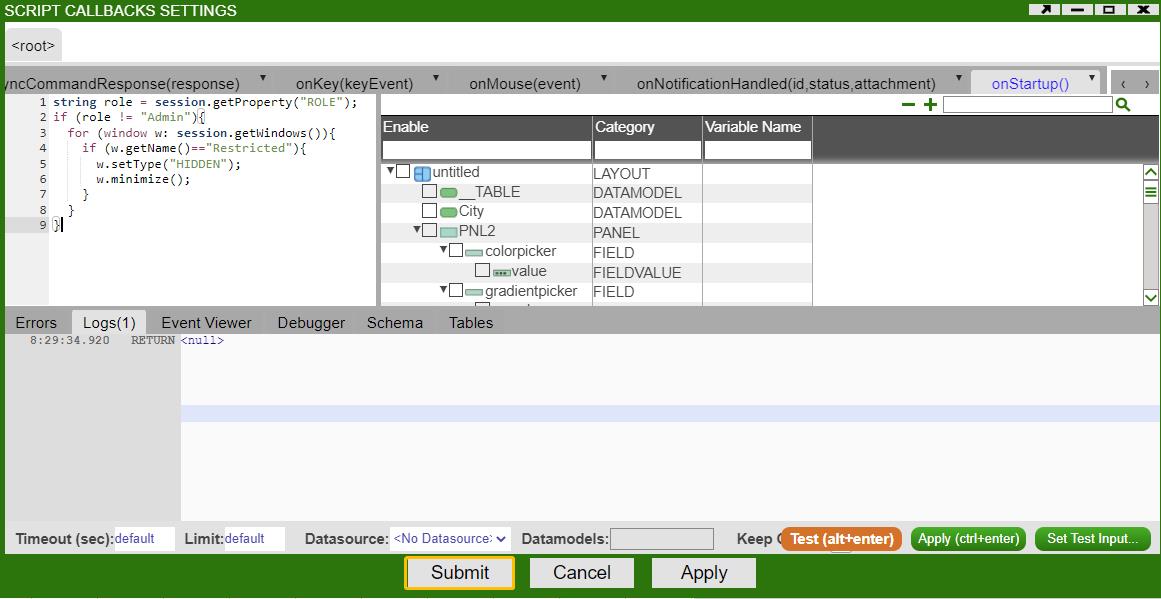 SCRIPT CALLBACKS SETTINGS
<root>
yncCommandResponse(response) onKey(keyEvent) onMouse(event) onNotificationHandled(id,status,attachment) onStartup()
1 string role = session.getProperty("ROLE");
2 if (role != "Admin"){
3 for (window w: session.getWindows()){
4 if (w.getName()=="Restricted"){
5 w.setType("HIDDEN");
6 w.minimize();
7 }
8 }
9 }
Enable Category Variable Name
untitled LAYOUT
__TABLE DATAMODEL
City DATAMODEL
PNL2 PANEL
colorpicker FIELD
value FIELDVALUE
gradientpicker FIELD
Errors Logs(1) Event Viewer Debugger Schema Tables
8:29:34.920 RETURN <null>
Timeout (sec): default Limit: default Datasource: <No Datasource> Datamodels: Keep Test (alt+enter) Apply (ctrl+enter) Set Test Input...
Submit Cancel Apply